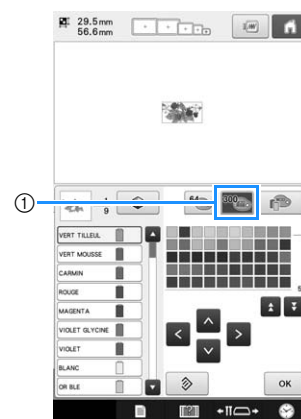 29.5mm
56.6mm
1
9
64
300
①
VERT TILLEUL
VERT MOUSSE
CARMIN
ROUGE
MAGENTA
VIOLET GLYCINE
VIOLET
BLANC
OR BLE
OK